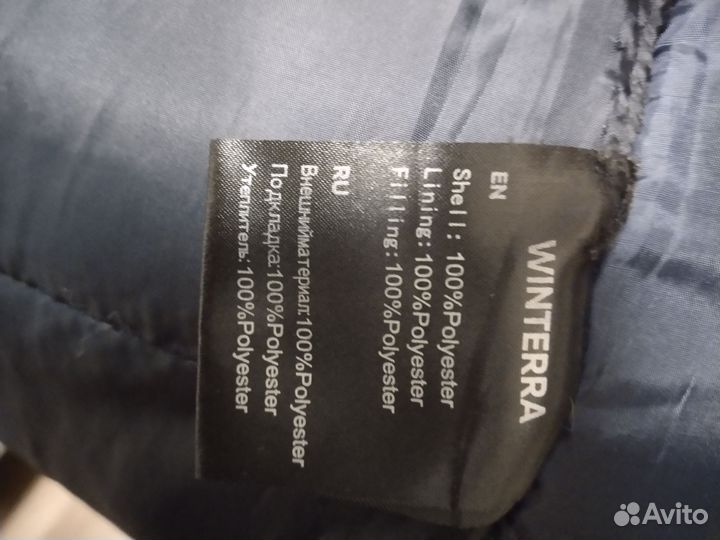 WINTERRA
EN
Shell: 100%Polyester
Lining: 100%Polyester
Filling: 100%Polyester
RU
Внешнийматериал:100%Polyester
Подкладка:100%Polyester
Утеплитель:100%Polyester
Avito